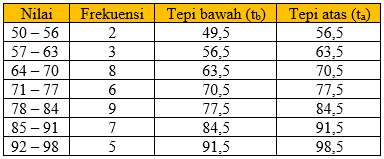 Nilai Frekuensi Tepi bawah (tb) Tepi atas (ta)
50 – 56 2 49,5 56,5
57 – 63 3 56,5 63,5
64 – 70 8 63,5 70,5
71 – 77 6 70,5 77,5
78 – 84 9 77,5 84,5
85 – 91 7 84,5 91,5
92 – 98 5 91,5 98,5